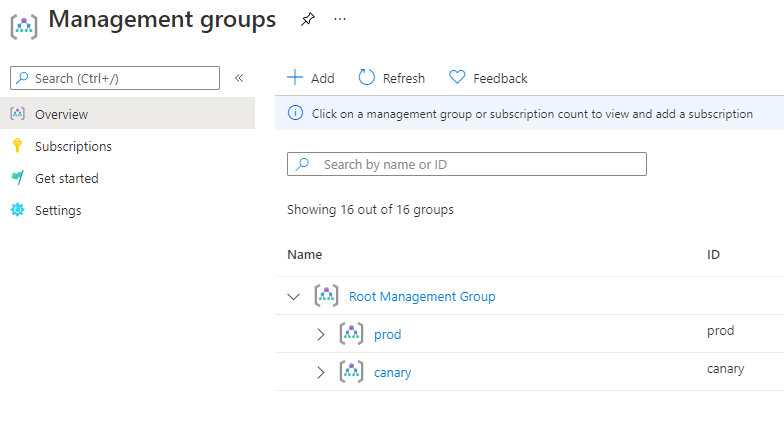 Management groups
Search (Ctrl+/)
«
Overview
Subscriptions
Get started
Settings
Add Refresh Feedback
Click on a management group or subscription count to view and add a subscription
Search by name or ID
Showing 16 out of 16 groups
Name ID
Root Management Group
prod prod
canary canary